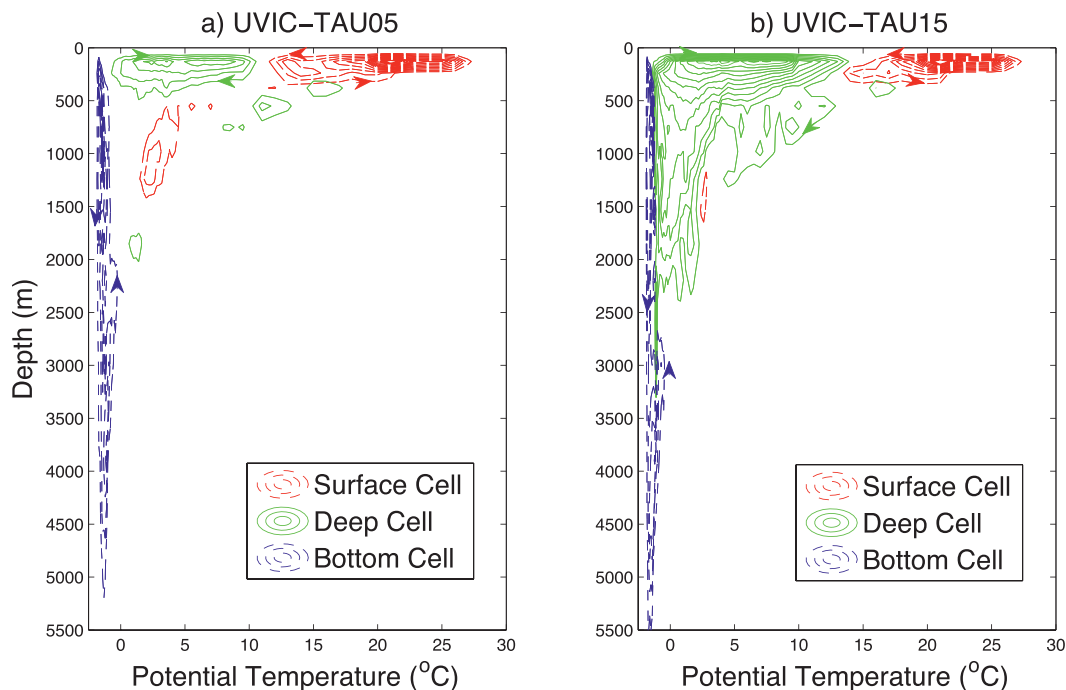 a) UVIC−TAU05
0
500
1000
1500
2000
2500
3000
3500
4000
4500
5000
5500
Depth (m)
0 5 10 15 20 25 30
Potential Temperature (°C)
Surface Cell
Deep Cell
Bottom Cell
b) UVIC−TAU15
0
500
1000
1500
2000
2500
3000
3500
4000
4500
5000
5500
0 5 10 15 20 25 30
Potential Temperature (°C)
Surface Cell
Deep Cell
Bottom Cell